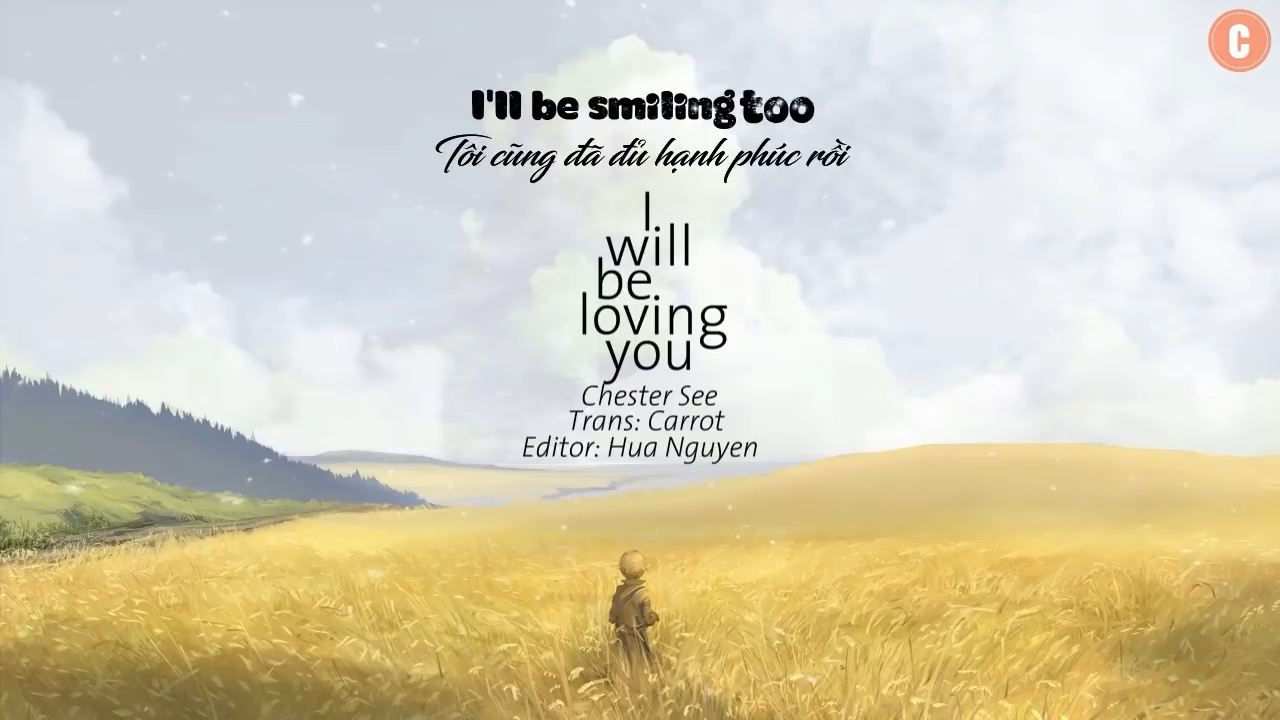 C
I'll be smiling too
Tôi cũng đã đủ hạnh phúc rồi
I
will
be
loving
you
Chester See
Trans: Carrot
Editor: Hua Nguyen